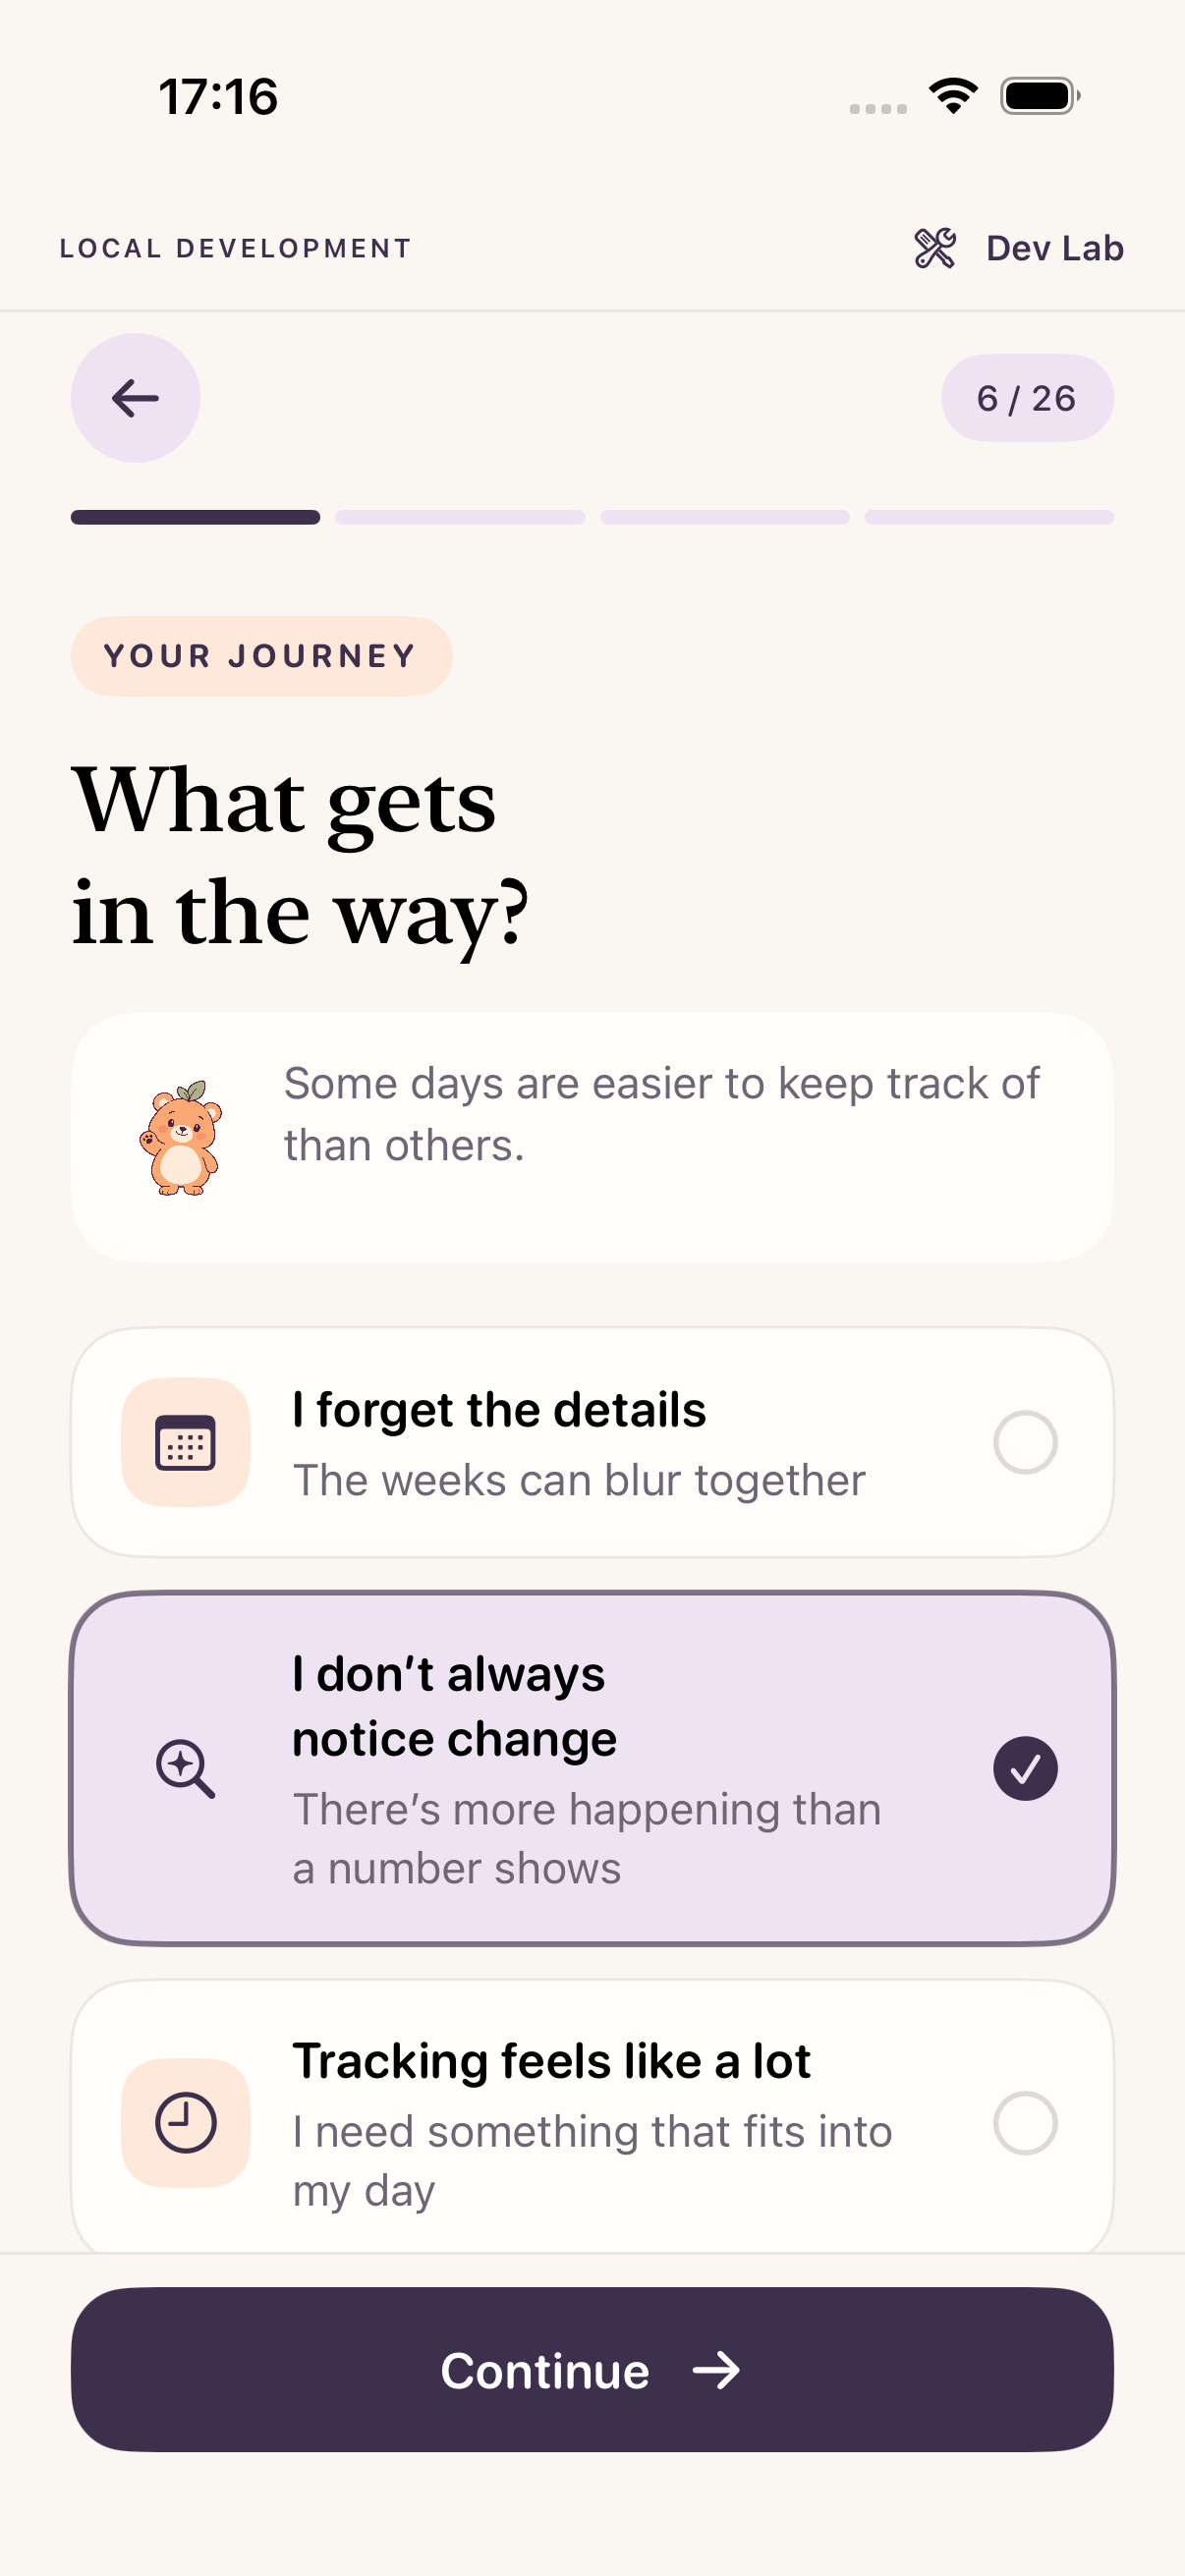 17:16
LOCAL DEVELOPMENT
Dev Lab
6 / 26
YOUR JOURNEY
What gets
in the way?
Some days are easier to keep track of
than others.
I forget the details
The weeks can blur together
I don’t always
notice change
There’s more happening than
a number shows
Tracking feels like a lot
I need something that fits into
my day
Continue